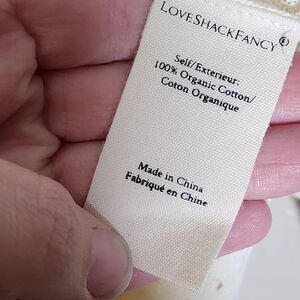 LOVESHACKFANCY®
Self/Exterieur:
100% Organic Cotton/
Coton Organique
Made in China
Fabriqué en Chine